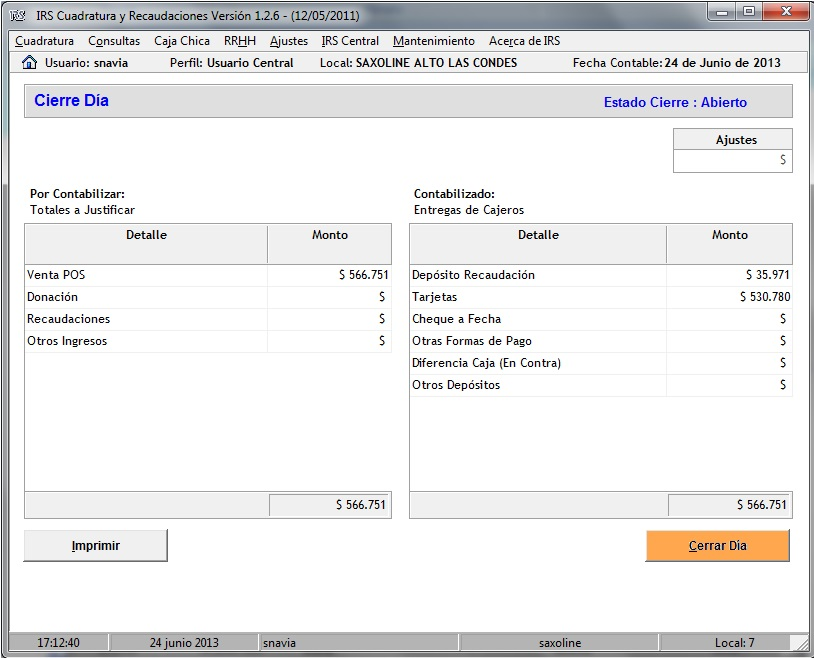 IRS IRS Cuadratura y Recaudaciones Versión 1.2.6 - (12/05/2011)
Cuadratura Consultas Caja Chica RRHH Ajustes IRS Central Mantenimiento Acerca de IRS
Usuario: snavia Perfil: Usuario Central Local: SAXOLINE ALTO LAS CONDES Fecha Contable: 24 de Junio de 2013
Cierre Día Estado Cierre : Abierto
Ajustes
$
Por Contabilizar: Contabilizado:
Totales a Justificar Entregas de Cajeros
Detalle Monto Detalle Monto
Venta POS $ 566.751 Depósito Recaudación $ 35.971
Donación $ Tarjetas $ 530.780
Recaudaciones $ Cheque a Fecha $
Otros Ingresos $ Otras Formas de Pago $
Diferencia Caja (En Contra) $
Otros Depósitos $
$ 566.751 $ 566.751
Imprimir Cerrar Día
17:12:40 24 junio 2013 snavia saxoline Local: 7